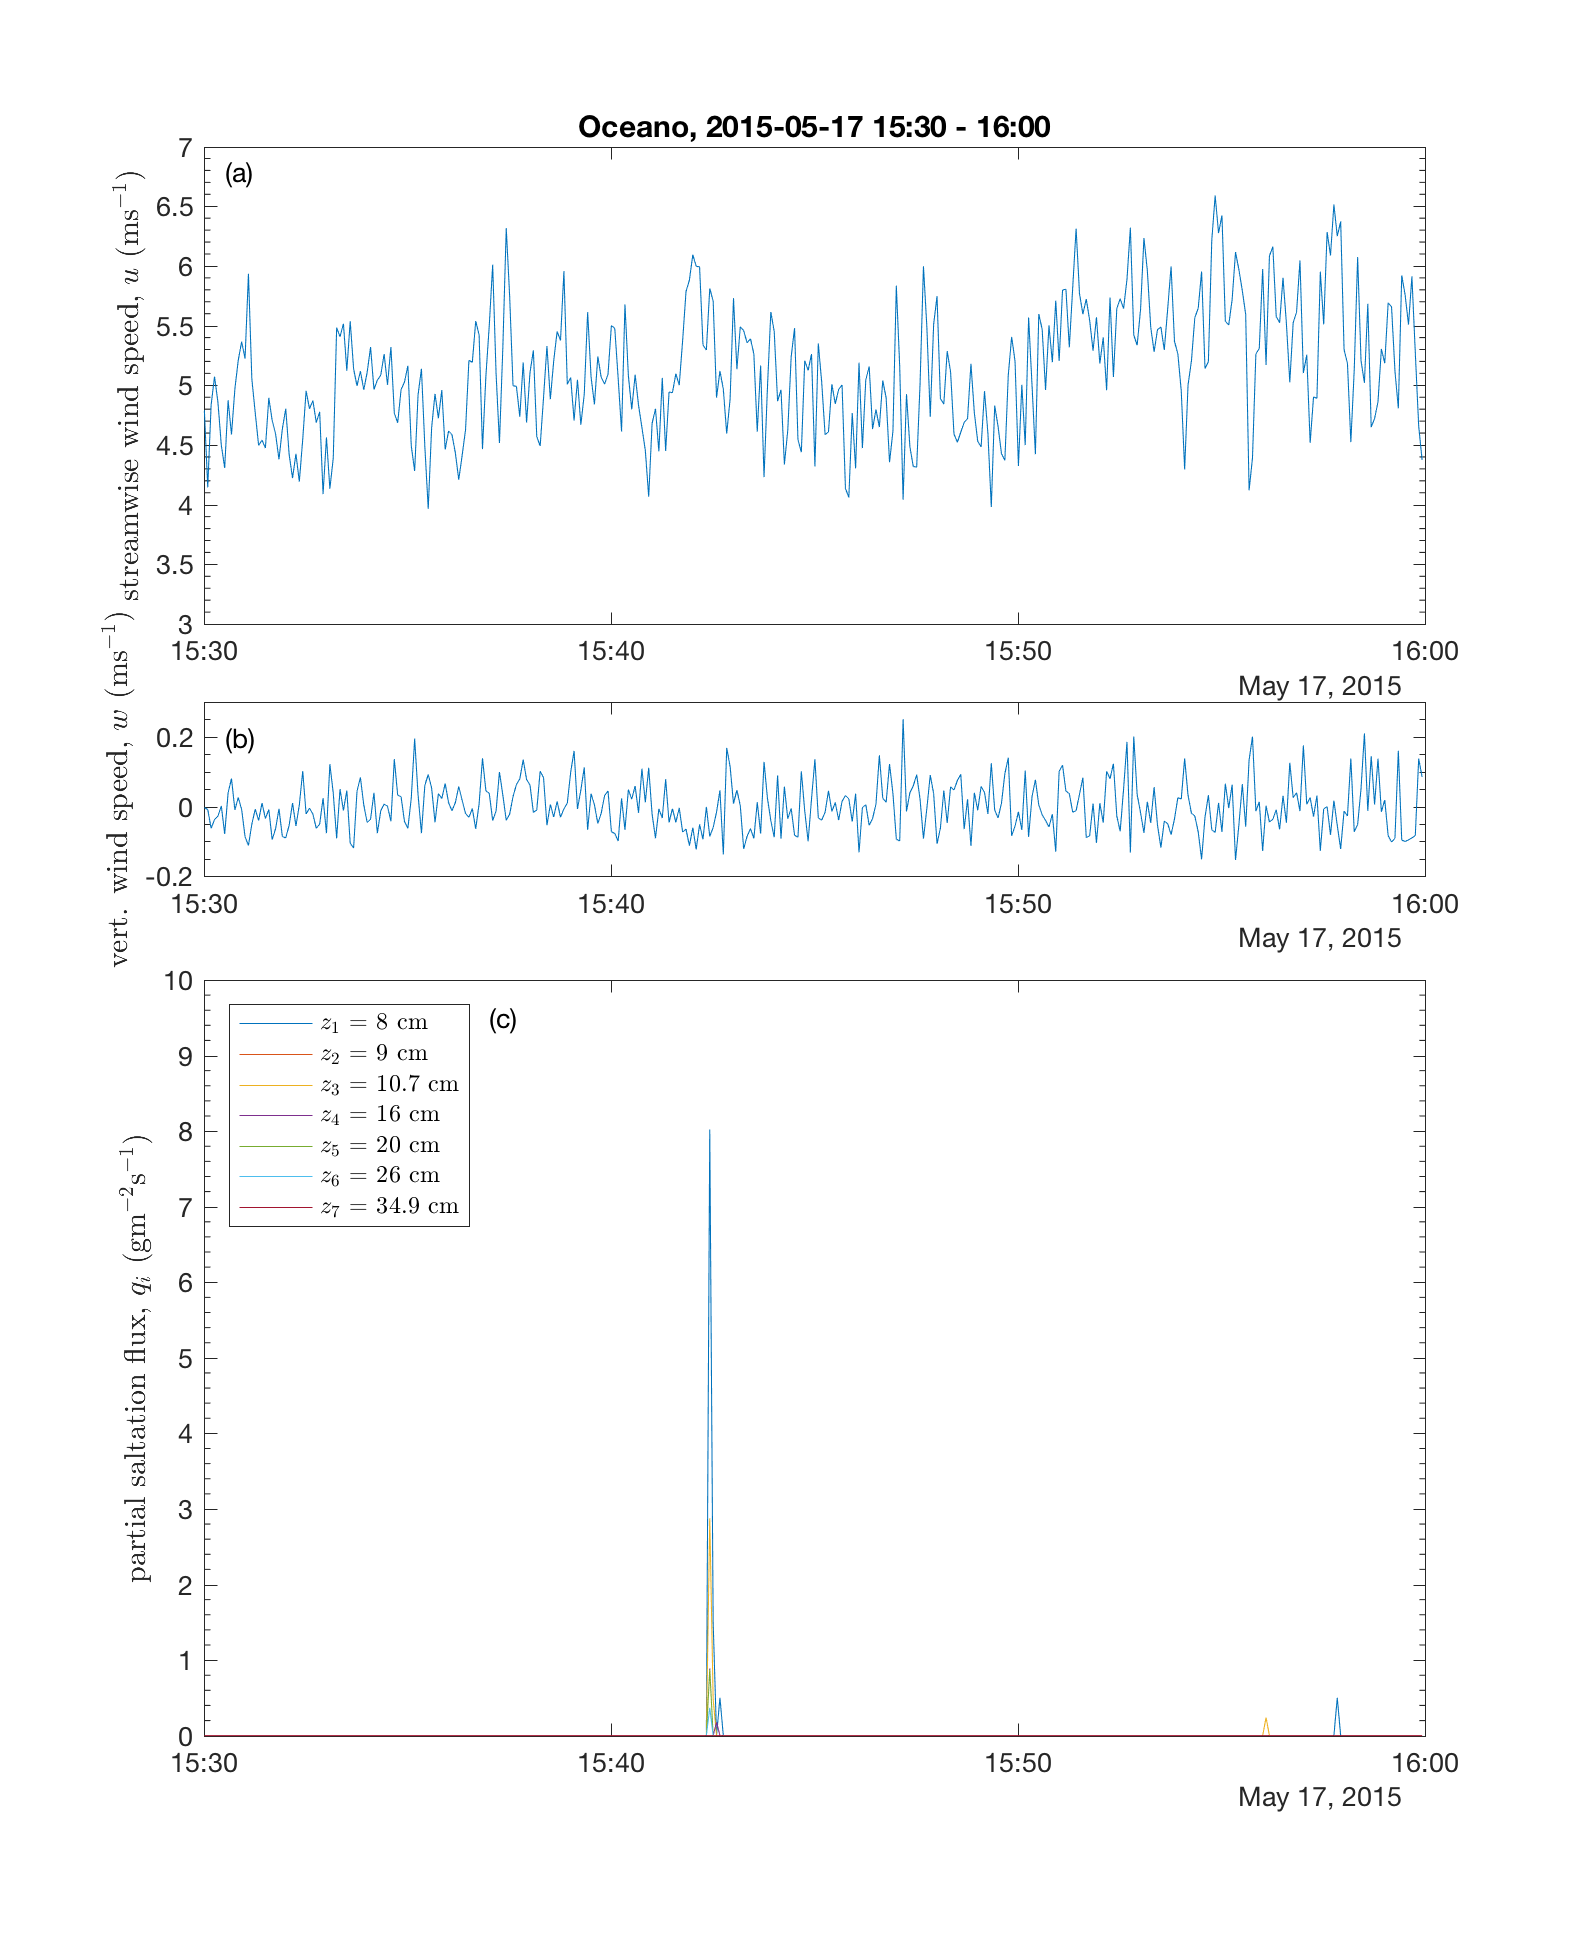 Oceano, 2015-05-17 15:30 - 16:00
(a)
streamwise wind speed, u (ms⁻¹)
7
6.5
6
5.5
5
4.5
4
3.5
3
15:30 15:40 15:50 16:00
May 17, 2015
(b)
vert. wind speed, w (ms⁻¹)
0.2
0
-0.2
15:30 15:40 15:50 16:00
May 17, 2015
(c)
partial saltation flux, qᵢ (gm⁻²s⁻¹)
10
9
8
7
6
5
4
3
2
1
0
z₁ = 8 cm
z₂ = 9 cm
z₃ = 10.7 cm
z₄ = 16 cm
z₅ = 20 cm
z₆ = 26 cm
z₇ = 34.9 cm
15:30 15:40 15:50 16:00
May 17, 2015